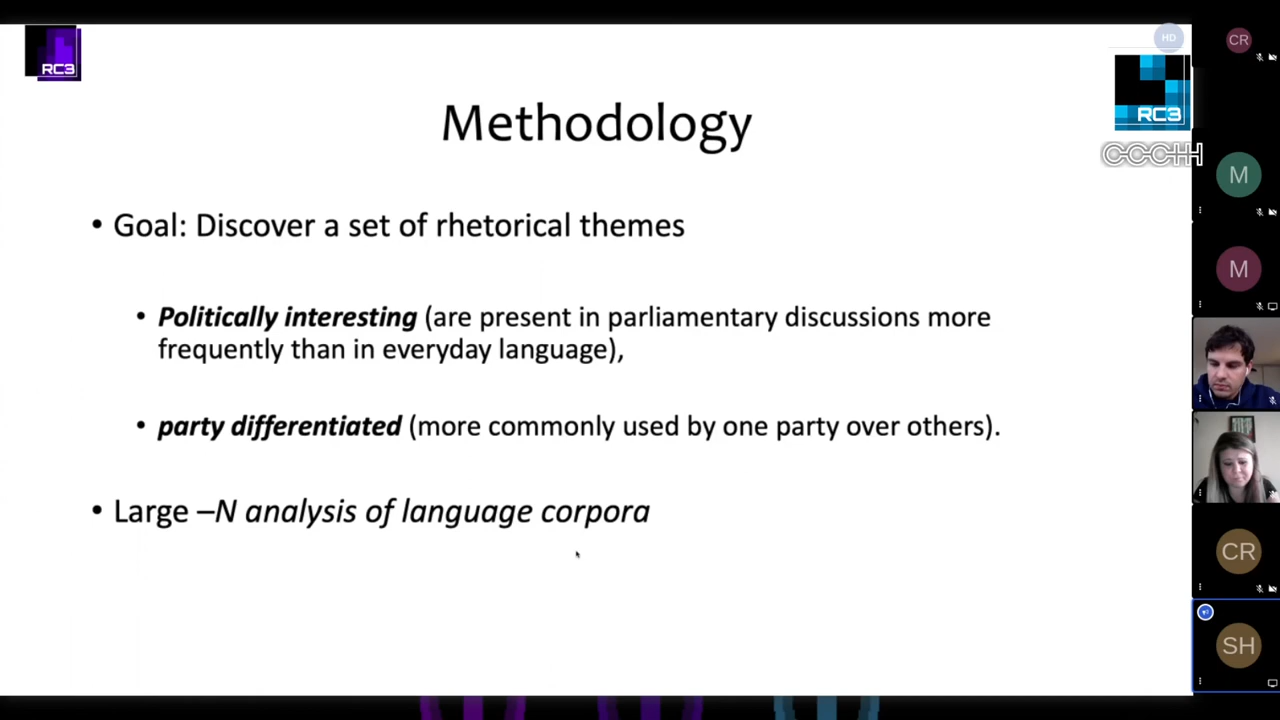 RC3
HD
CR
RC3
CCCHH
Methodology
M
• Goal: Discover a set of rhetorical themes
M
• Politically interesting (are present in parliamentary discussions more
frequently than in everyday language),
• party differentiated (more commonly used by one party over others).
• Large –N analysis of language corpora
CR
SH